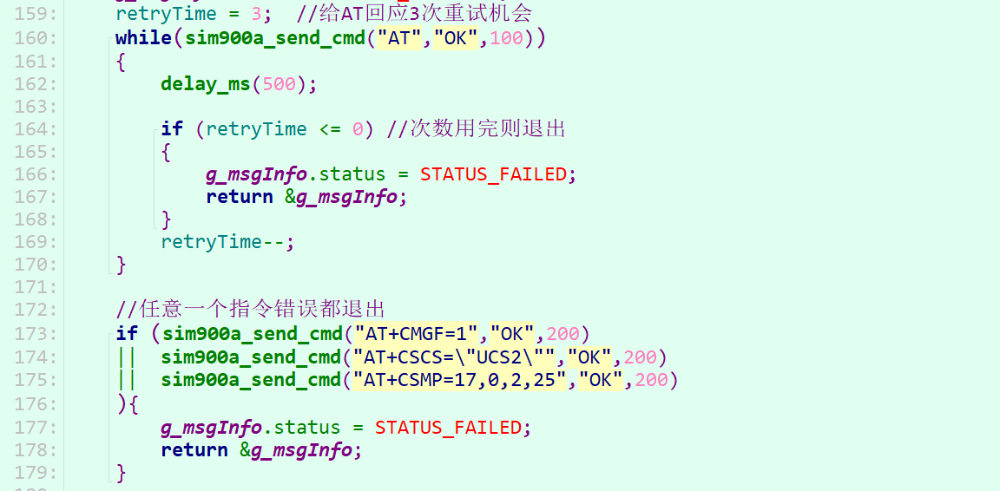 159:    retryTime = 3;  //给AT回应3次重试机会
160:    while(sim900a_send_cmd("AT","OK",100))
161:    {
162:        delay_ms(500);
163:
164:        if (retryTime <= 0) //次数用完则退出
165:        {
166:            g_msgInfo.status = STATUS_FAILED;
167:            return &g_msgInfo;
168:        }
169:        retryTime--;
170:    }
171:
172:    //任意一个指令错误都退出
173:    if (sim900a_send_cmd("AT+CMGF=1","OK",200)
174:    ||  sim900a_send_cmd("AT+CSCS=\"UCS2\"","OK",200)
175:    ||  sim900a_send_cmd("AT+CSMP=17,0,2,25","OK",200)
176:    ){
177:        g_msgInfo.status = STATUS_FAILED;
178:        return &g_msgInfo;
179:    }